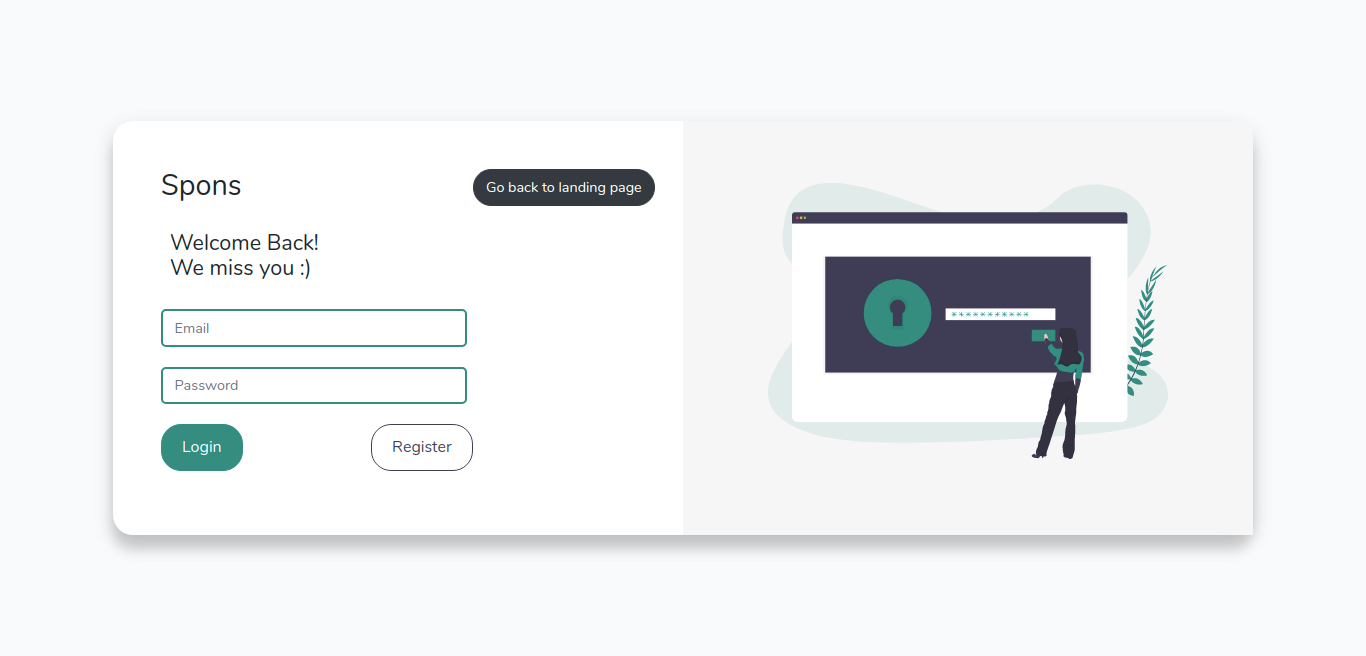 Spons
Go back to landing page
Welcome Back!
We miss you :)
Email
Password
Login
Register
***********